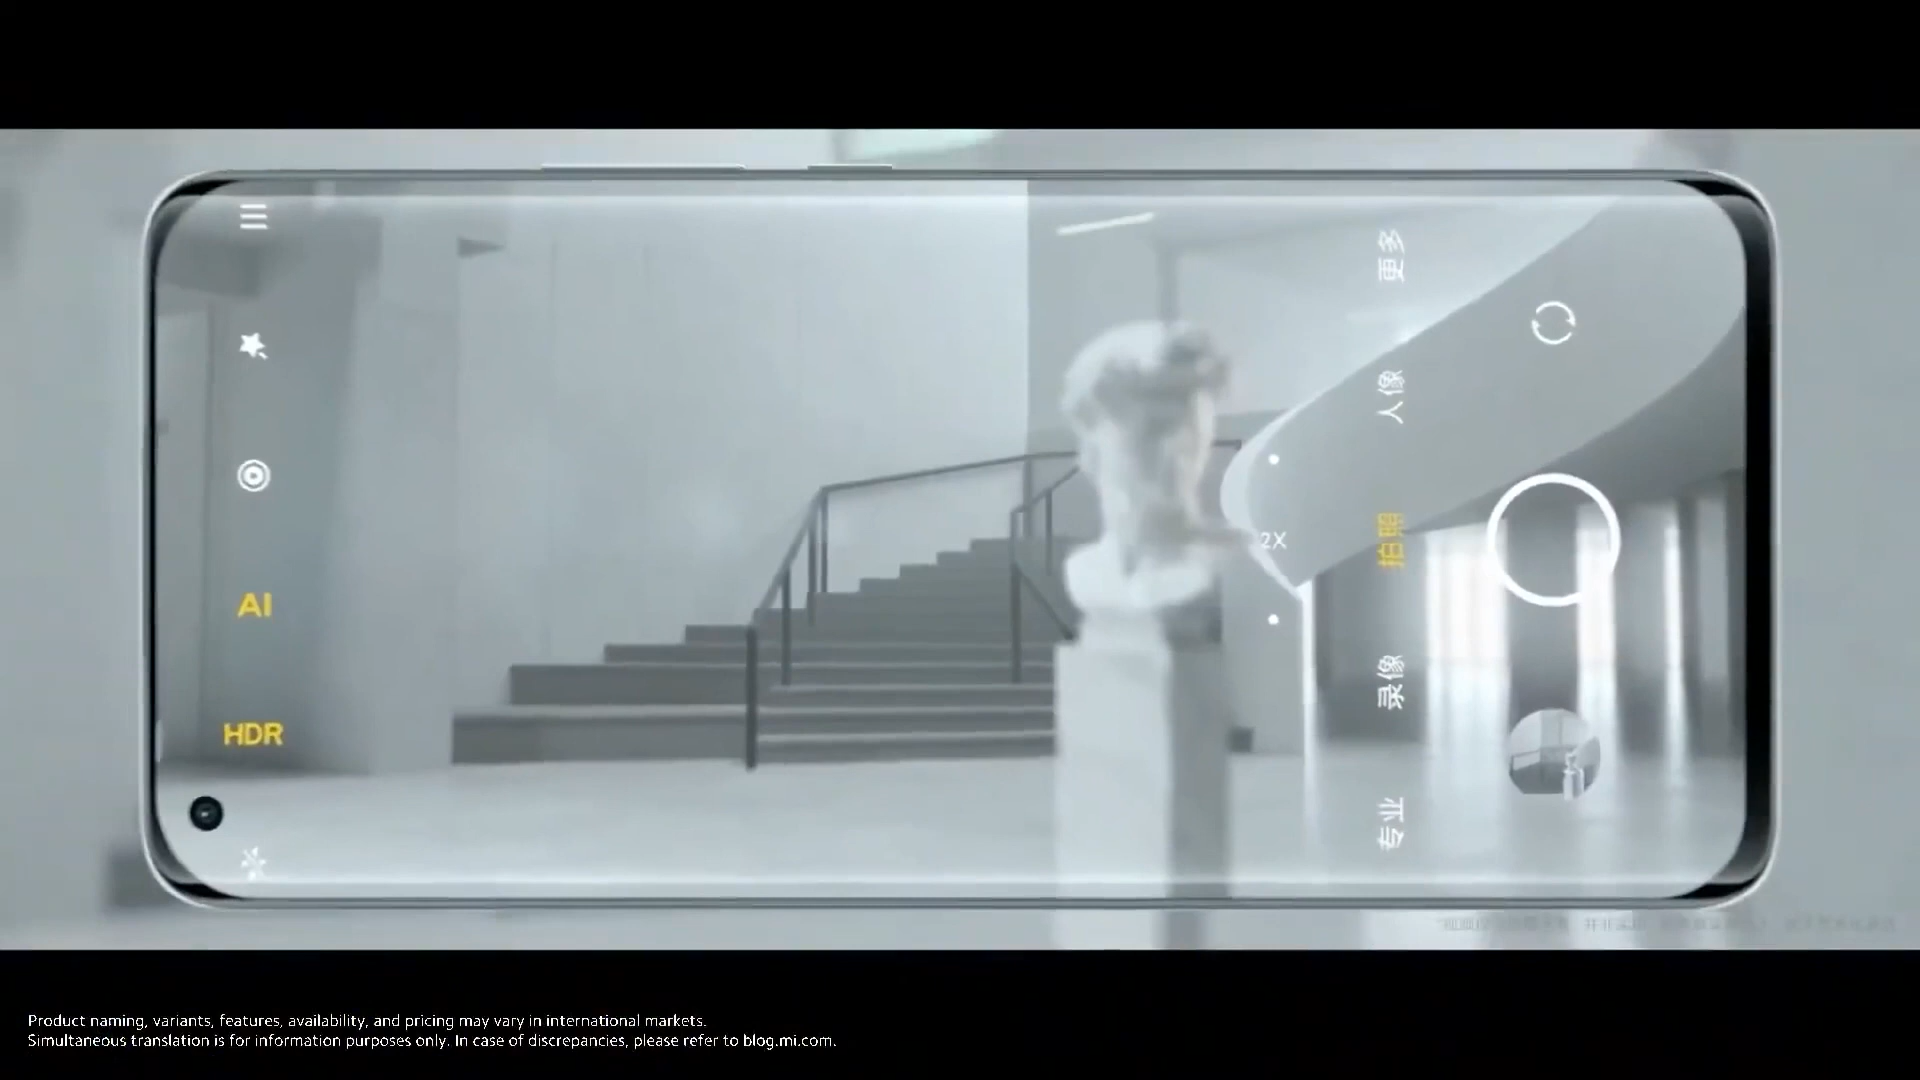 AI
HDR
2X
更多
人像
拍照
录像
专业
Product naming, variants, features, availability, and pricing may vary in international markets.
Simultaneous translation is for information purposes only. In case of discrepancies, please refer to blog.mi.com.